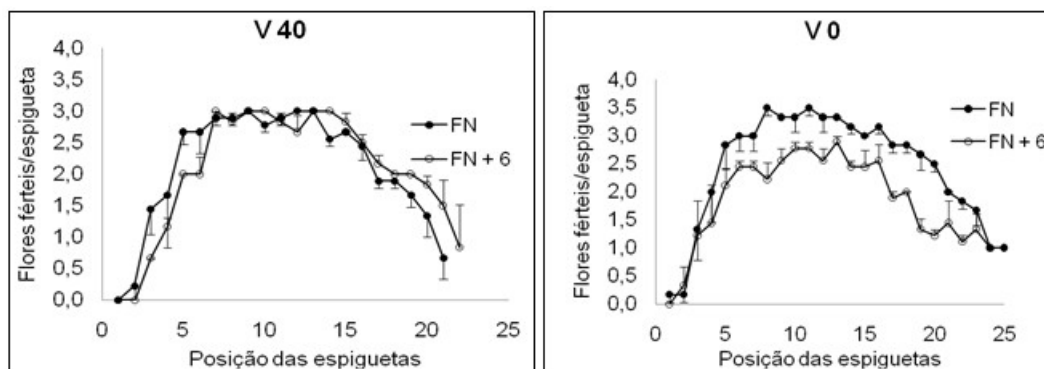 V 40
4,0
3,5
3,0
2,5
2,0
1,5
1,0
0,5
0,0
Flores férteis/espigueta
0 5 10 15 20 25
Posição das espiguetas
FN
FN + 6
V 0
4,0
3,5
3,0
2,5
2,0
1,5
1,0
0,5
0,0
Flores férteis/espigueta
0 5 10 15 20 25
Posição das espiguetas
FN
FN + 6